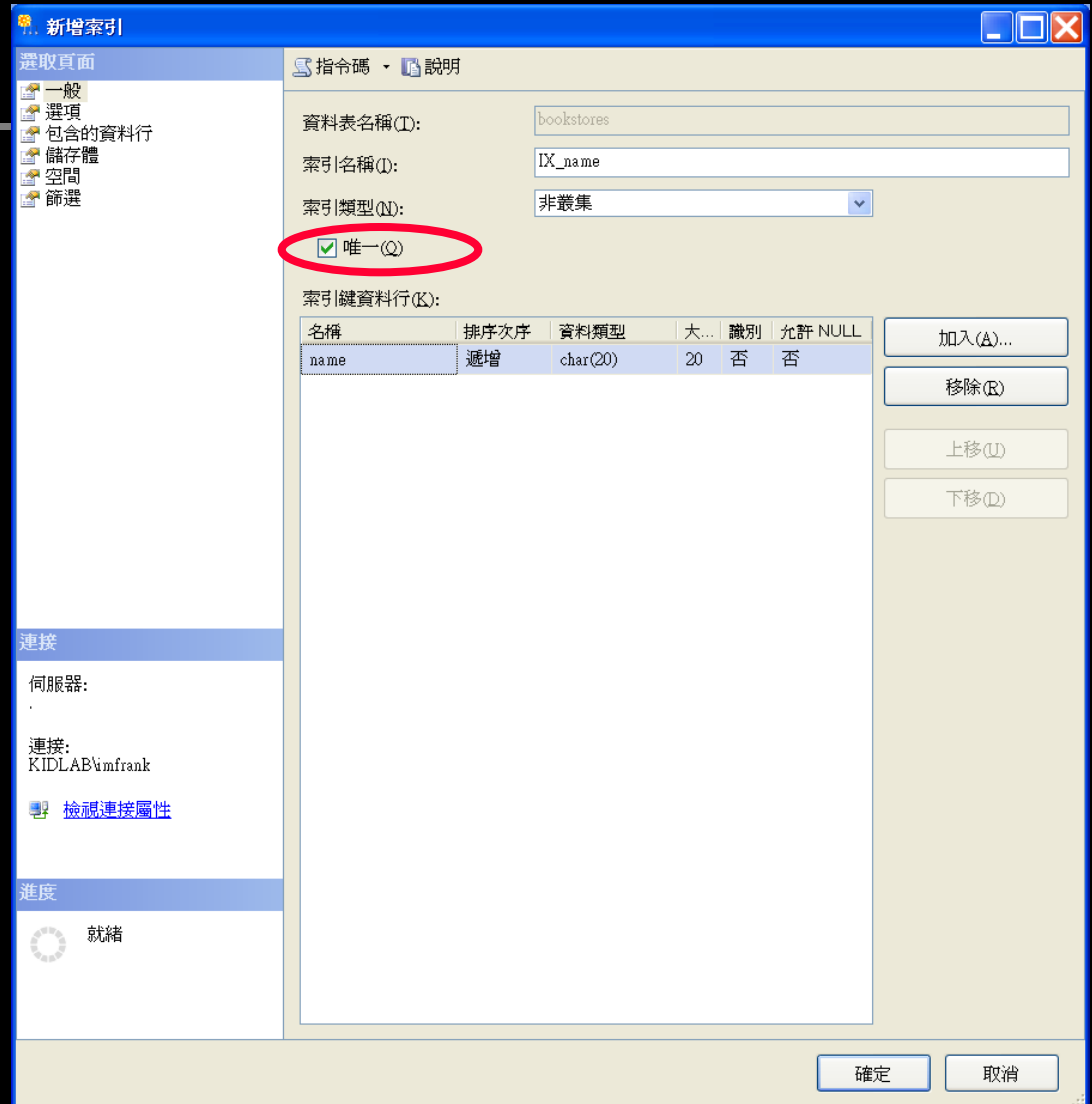 新增索引
選取頁面
一般
選項
包含的資料行
儲存體
空間
篩選
連接
伺服器:
.
連接:
KIDLAB\imfrank
檢視連接屬性
進度
就緒
指令碼 說明
資料表名稱(T): bookstores
索引名稱(I): IX_name
索引類型(N): 非叢集
唯一(Q)
索引鍵資料行(K):
名稱 排序次序 資料類型 大... 識別 允許 NULL
name 遞增 char(20) 20 否 否
加入(A)...
移除(R)
上移(U)
下移(D)
確定 取消